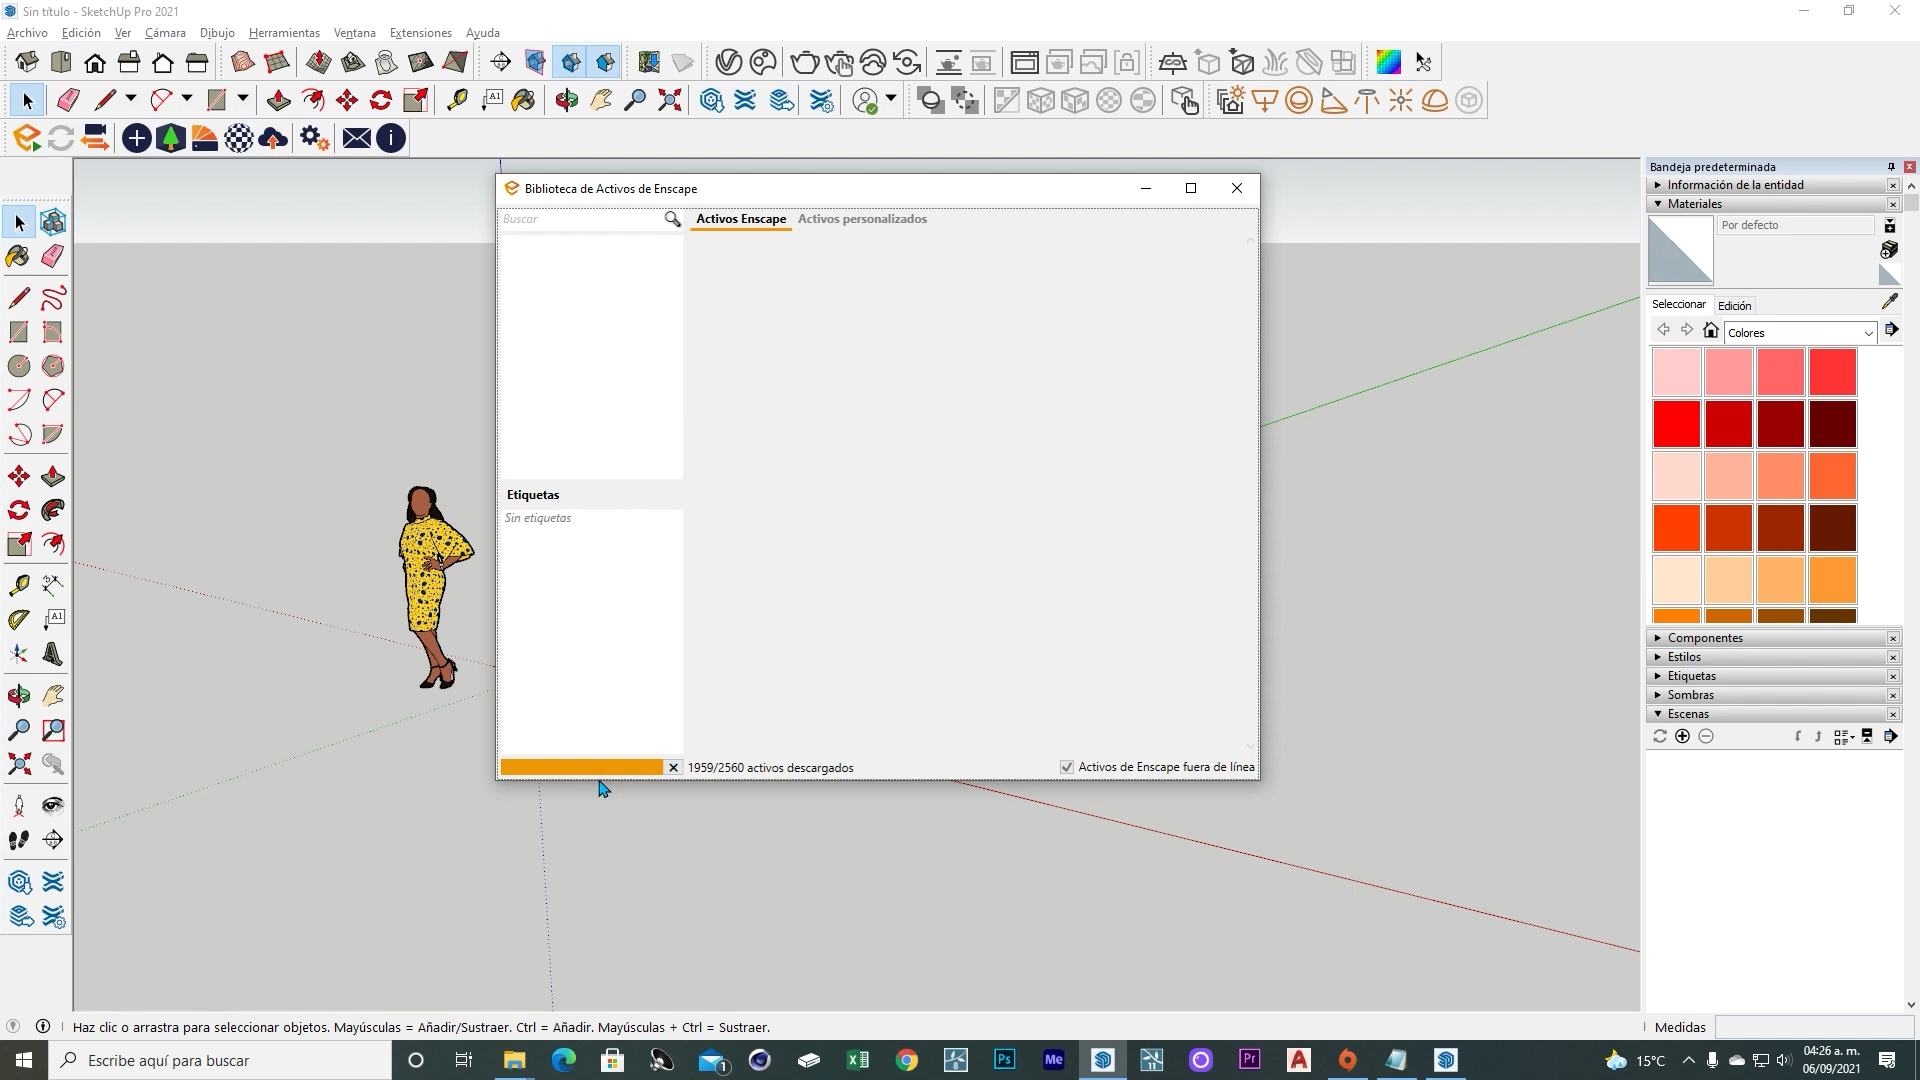 Sin título - SketchUp Pro 2021
Archivo Edición Ver Cámara Dibujo Herramientas Ventana Extensiones Ayuda
Bandeja predeterminada
Información de la entidad
Materiales
Por defecto
Seleccionar Edición
Colores
Biblioteca de Activos de Enscape
Buscar
Activos Enscape Activos personalizados
Etiquetas
Sin etiquetas
1959/2560 activos descargados
Activos de Enscape fuera de línea
Componentes
Estilos
Etiquetas
Sombras
Escenas
Haz clic o arrastra para seleccionar objetos. Mayúsculas = Añadir/Sustraer. Ctrl = Añadir. Mayúsculas + Ctrl = Sustraer.
Medidas
Escribe aquí para buscar
15°C
04:26 a. m.
06/09/2021